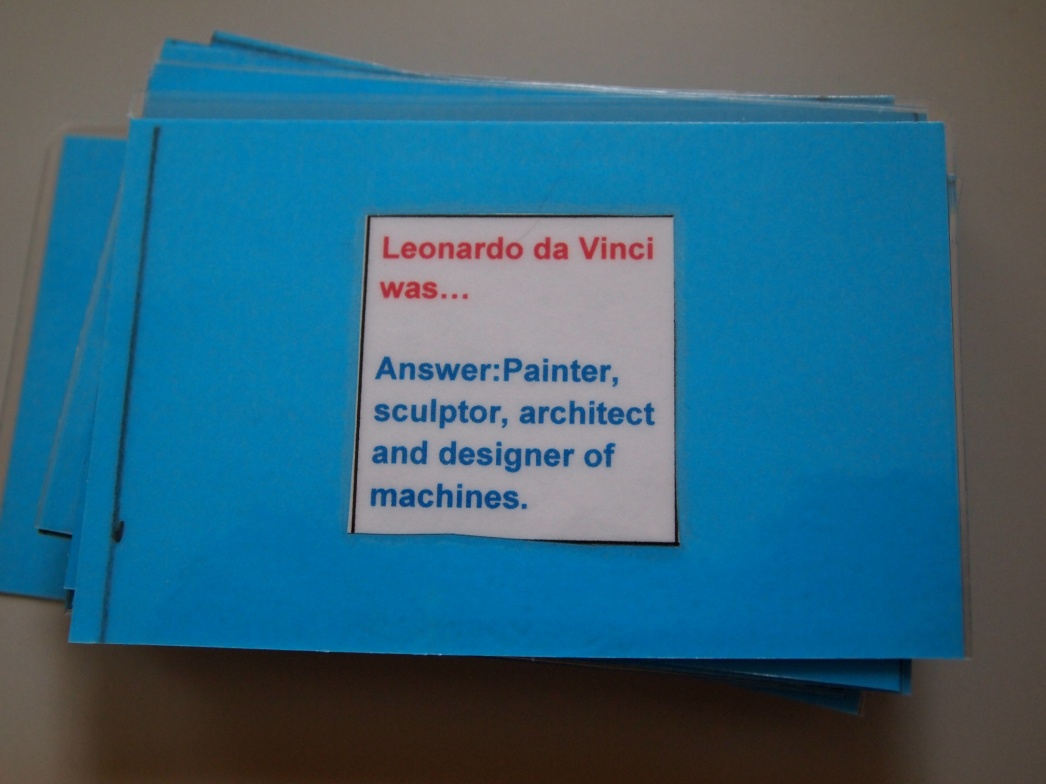 Leonardo da Vinci
was...

Answer:Painter,
sculptor, architect
and designer of
machines.